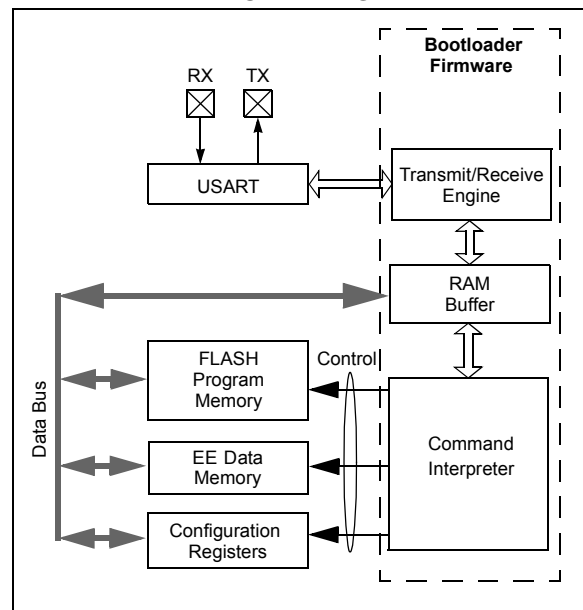 Bootloader
Firmware
RX TX
USART
Transmit/Receive
Engine
RAM
Buffer
Data Bus
FLASH
Program
Memory
Control
EE Data
Memory
Command
Interpreter
Configuration
Registers